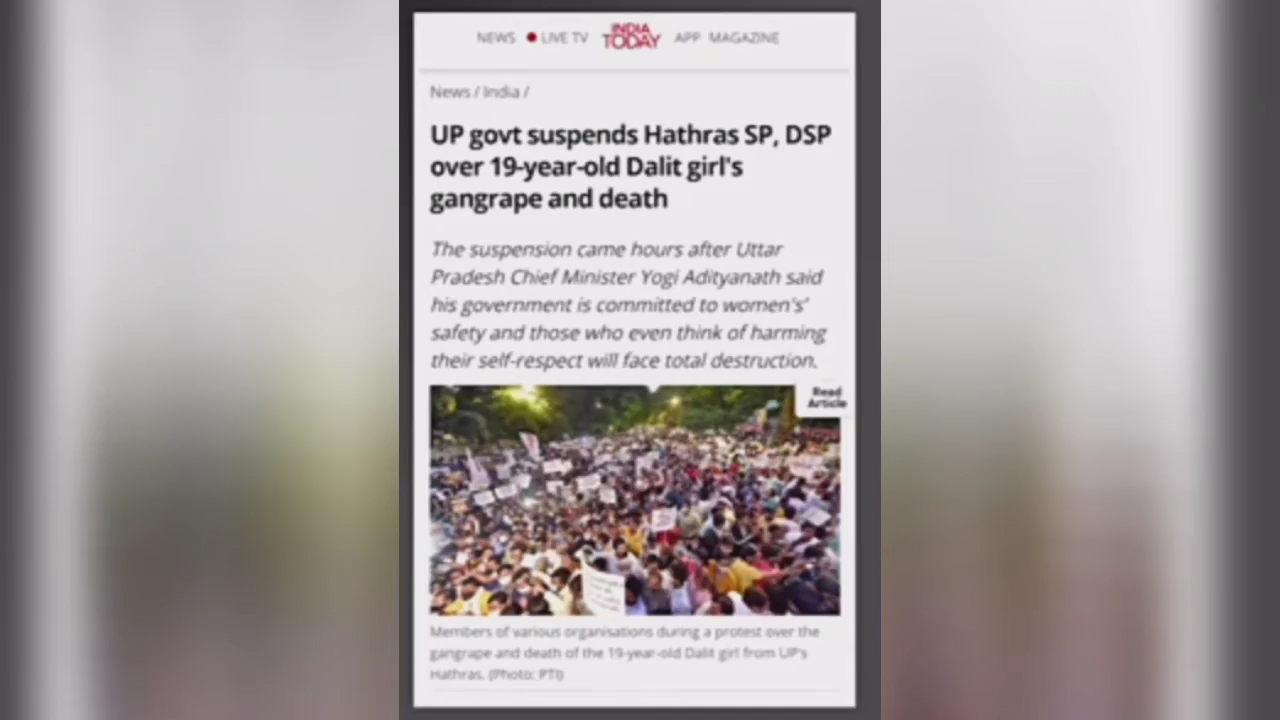 NEWS LIVE TV INDIA TODAY APP MAGAZINE
News / India /
UP govt suspends Hathras SP, DSP
over 19-year-old Dalit girl's
gangrape and death
The suspension came hours after Uttar
Pradesh Chief Minister Yogi Adityanath said
his government is committed to women's'
safety and those who even think of harming
their self-respect will face total destruction.
Read
Article
Members of various organisations during a protest over the
gangrape and death of the 19-year-old Dalit girl from UP's
Hathras. (Photo: PTI)